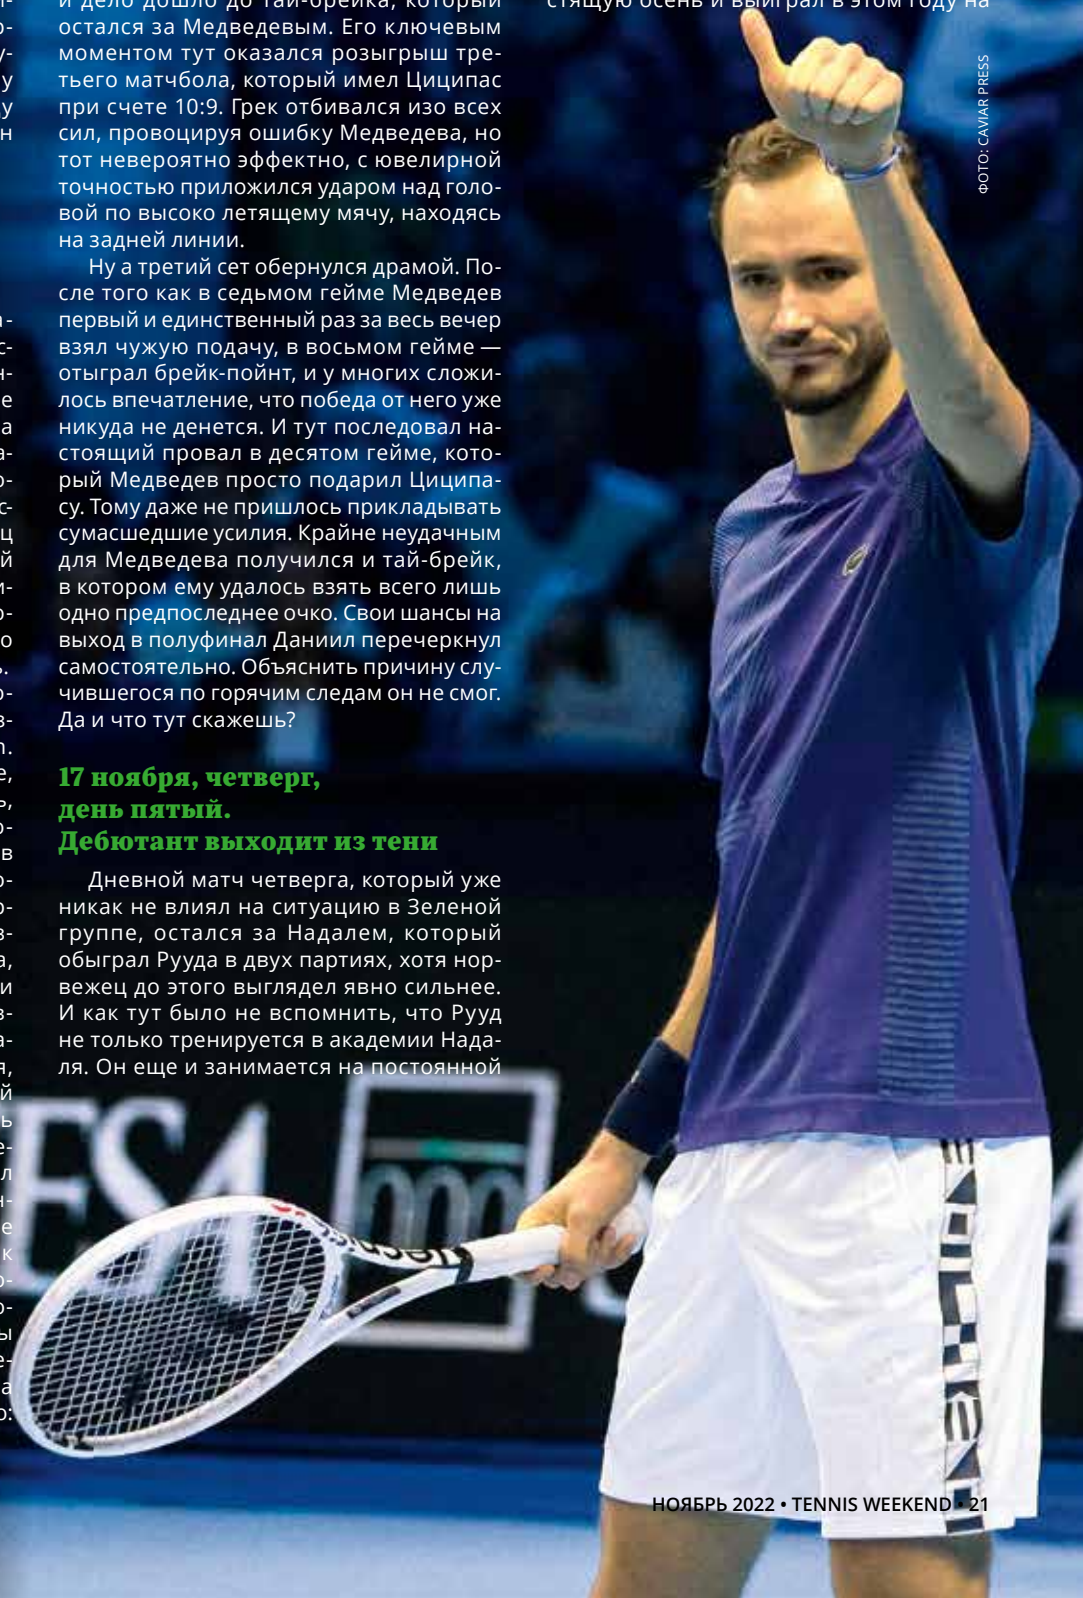 и дело дошло до тай-брейка, который
остался за Медведевым. Его ключевым
моментом тут оказался розыгрыш тре-
тьего матчбола, который имел Циципас
при счете 10:9. Грек отбивался изо всех
сил, провоцируя ошибку Медведева, но
тот невероятно эффектно, с ювелирной
точностью приложился ударом над голо-
вой по высоко летящему мячу, находясь
на задней линии.
Ну а третий сет обернулся драмой. По-
сле того как в седьмом гейме Медведев
первый и единственный раз за весь вечер
взял чужую подачу, в восьмом гейме —
отыграл брейк-пойнт, и у многих сложи-
лось впечатление, что победа от него уже
никуда не денется. И тут последовал на-
стоящий провал в десятом гейме, кото-
рый Медведев просто подарил Циципа-
су. Тому даже не пришлось прикладывать
сумасшедшие усилия. Крайне неудачным
для Медведева получился и тай-брейк,
в котором ему удалось взять всего лишь
одно предпоследнее очко. Свои шансы на
выход в полуфинал Даниил перечеркнул
самостоятельно. Объяснить причину слу-
чившегося по горячим следам он не смог.
Да и что тут скажешь?
17 ноября, четверг,
день пятый.
Дебютант выходит из тени
Дневной матч четверга, который уже
никак не влиял на ситуацию в Зеленой
группе, остался за Надалем, который
обыграл Рууда в двух партиях, хотя нор-
вежец до этого выглядел явно сильнее.
И как тут было не вспомнить, что Рууд
не только тренируется в академии Нада-
ля. Он еще и занимается на постоянной
стящую осень и выиграл в этом году на
ФОТО: CAVIAR PRESS
НОЯБРЬ 2022 • TENNIS WEEKEND • 21